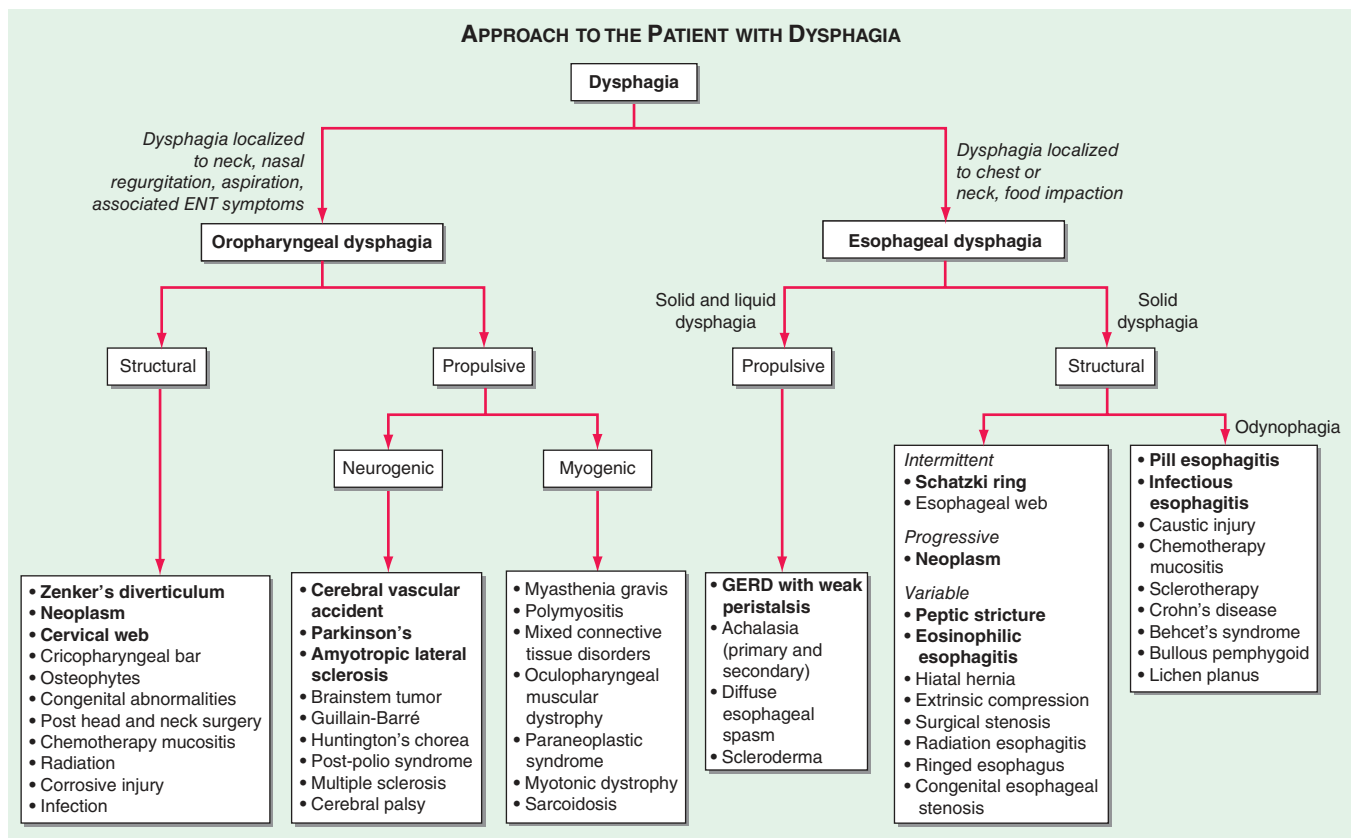 APPROACH TO THE PATIENT WITH DYSPHAGIA
Dysphagia
Dysphagia localized
to neck, nasal
regurgitation, aspiration,
associated ENT symptoms
Dysphagia localized
to chest or
neck, food impaction
Oropharyngeal dysphagia
Esophageal dysphagia
Solid and liquid
dysphagia
Solid
dysphagia
Structural
Propulsive
Propulsive
Structural
Neurogenic
Myogenic
Odynophagia
• Zenker's diverticulum
• Neoplasm
• Cervical web
• Cricopharyngeal bar
• Osteophytes
• Congenital abnormalities
• Post head and neck surgery
• Chemotherapy mucositis
• Radiation
• Corrosive injury
• Infection
• Cerebral vascular
accident
• Parkinson's
• Amyotropic lateral
sclerosis
• Brainstem tumor
• Guillain-Barré
• Huntington's chorea
• Post-polio syndrome
• Multiple sclerosis
• Cerebral palsy
• Myasthenia gravis
• Polymyositis
• Mixed connective
tissue disorders
• Oculopharyngeal
muscular
dystrophy
• Paraneoplastic
syndrome
• Myotonic dystrophy
• Sarcoidosis
• GERD with weak
peristalsis
• Achalasia
(primary and
secondary)
• Diffuse
esophageal
spasm
• Scleroderma
Intermittent
• Schatzki ring
• Esophageal web
Progressive
• Neoplasm
Variable
• Peptic stricture
• Eosinophilic
esophagitis
• Hiatal hernia
• Extrinsic compression
• Surgical stenosis
• Radiation esophagitis
• Ringed esophagus
• Congenital esophageal
stenosis
• Pill esophagitis
• Infectious
esophagitis
• Caustic injury
• Chemotherapy
mucositis
• Sclerotherapy
• Crohn's disease
• Behcet's syndrome
• Bullous pemphygoid
• Lichen planus